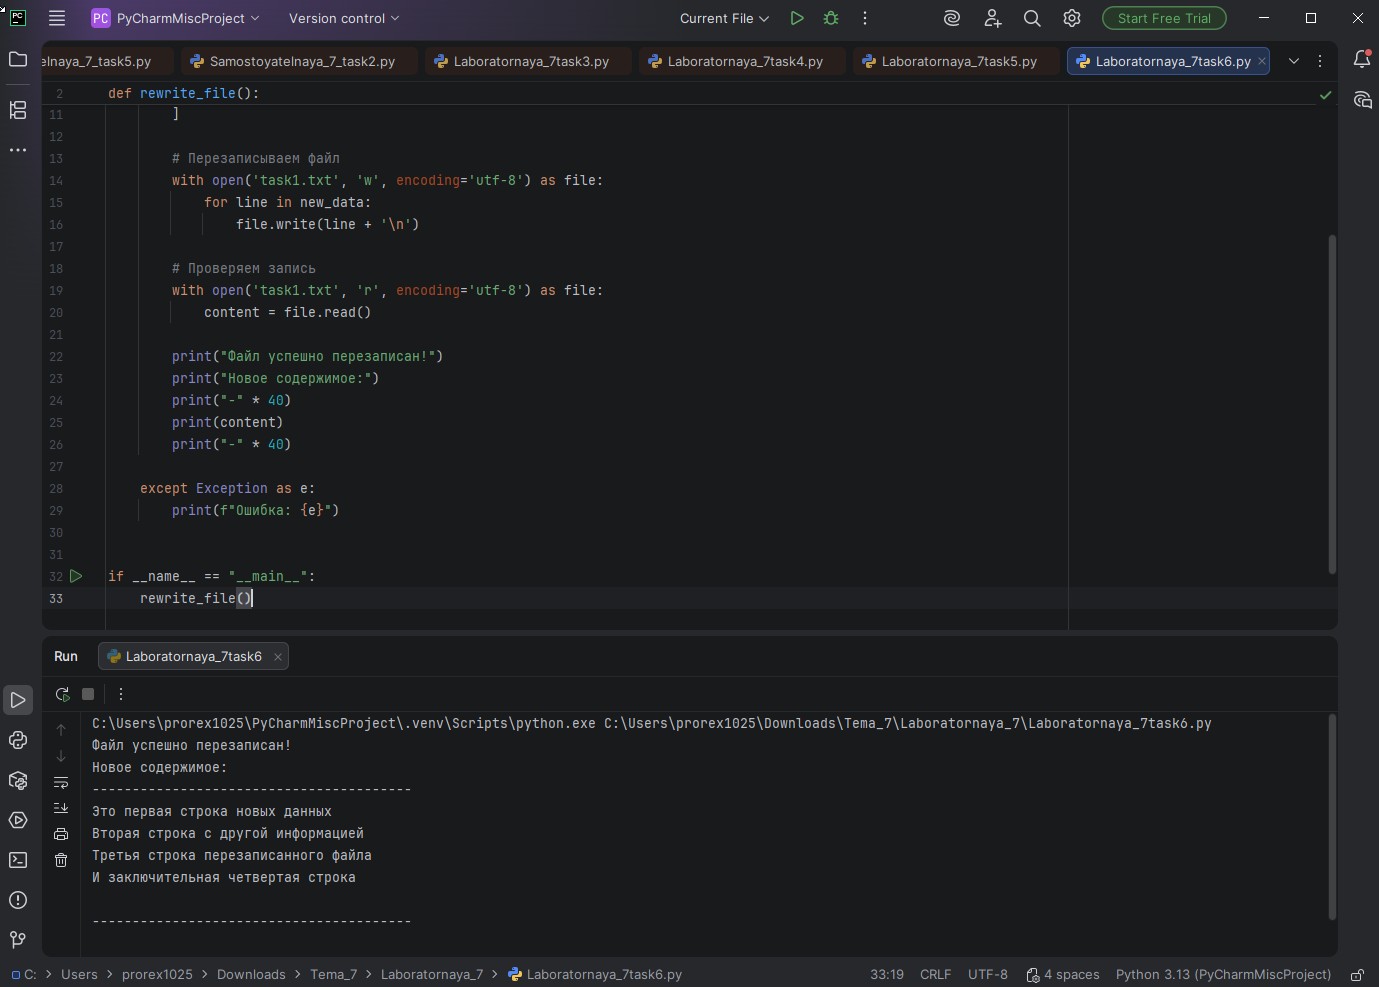 PC
PC PyCharmMiscProject Version control Current File Start Free Trial
elnaya_7_task5.py Samostoyatelnaya_7_task2.py Laboratornaya_7task3.py Laboratornaya_7task4.py Laboratornaya_7task5.py Laboratornaya_7task6.py
2 def rewrite_file():
11 ]
12
13 # Перезаписываем файл
14 with open('task1.txt', 'w', encoding='utf-8') as file:
15 for line in new_data:
16 file.write(line + '\n')
17
18 # Проверяем запись
19 with open('task1.txt', 'r', encoding='utf-8') as file:
20 content = file.read()
21
22 print("Файл успешно перезаписан!")
23 print("Новое содержимое:")
24 print("-" * 40)
25 print(content)
26 print("-" * 40)
27
28 except Exception as e:
29 print(f"Ошибка: {e}")
30
31
32 if __name__ == "__main__":
33 rewrite_file()
Run Laboratornaya_7task6
C:\Users\prorex1025\PyCharmMiscProject\.venv\Scripts\python.exe C:\Users\prorex1025\Downloads\Tema_7\Laboratornaya_7\Laboratornaya_7task6.py
Файл успешно перезаписан!
Новое содержимое:
----------------------------------------
Это первая строка новых данных
Вторая строка с другой информацией
Третья строка перезаписанного файла
И заключительная четвертая строка
----------------------------------------
C: > Users > prorex1025 > Downloads > Tema_7 > Laboratornaya_7 > Laboratornaya_7task6.py 33:19 CRLF UTF-8 4 spaces Python 3.13 (PyCharmMiscProject)